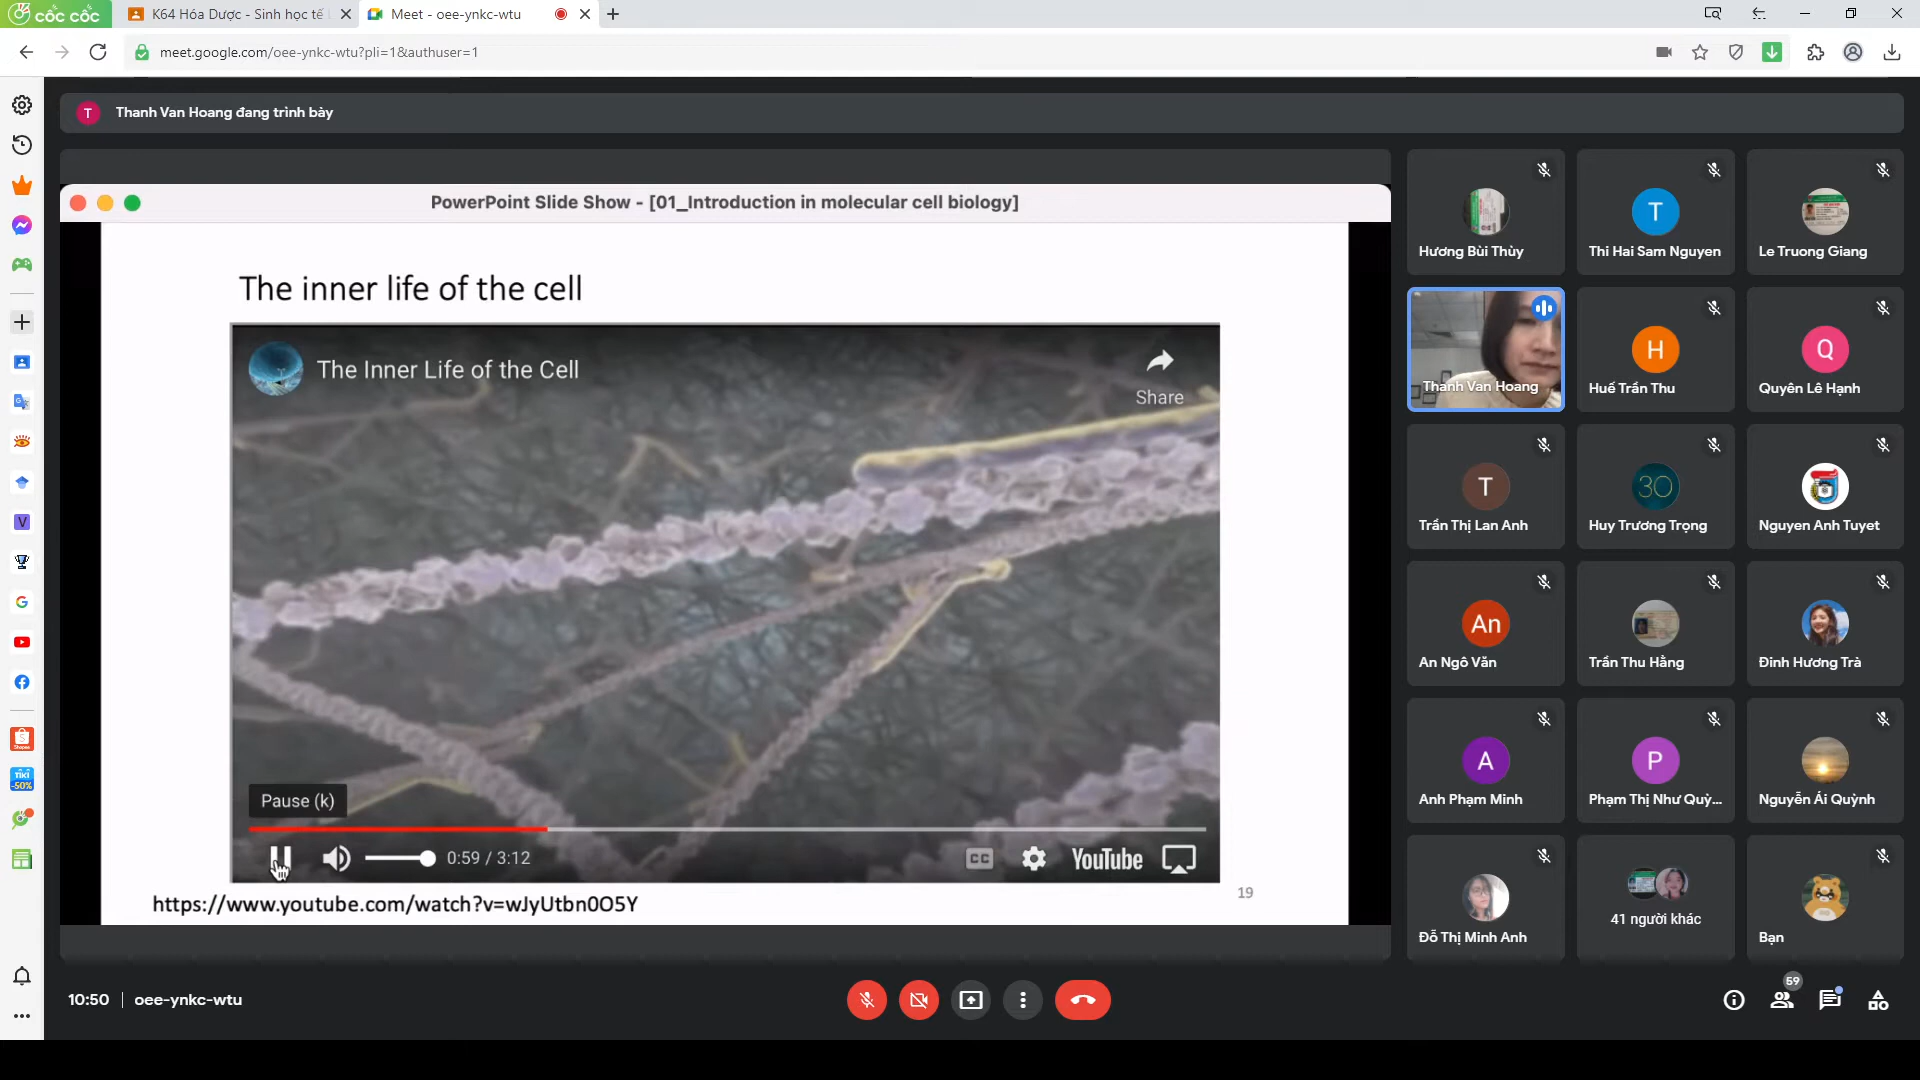 cốc cốc
K64 Hóa Dược - Sinh học tế
Meet - oee-ynkc-wtu
meet.google.com/oee-ynkc-wtu?pli=1&authuser=1
T
Thanh Van Hoang đang trình bày
PowerPoint Slide Show - [01_Introduction in molecular cell biology]
The inner life of the cell
The Inner Life of the Cell
Share
Pause (k)
0:59 / 3:12
CC
YouTube
https://www.youtube.com/watch?v=wJyUtbn0O5Y
19
Hương Bùi Thùy
T
Thi Hai Sam Nguyen
Le Truong Giang
Thanh Van Hoang
H
Huế Trần Thu
Q
Quyên Lê Hạnh
T
Trần Thị Lan Anh
30
Huy Trương Trọng
Nguyen Anh Tuyet
An
An Ngô Văn
Trần Thu Hằng
Đinh Hương Trà
A
Anh Phạm Minh
P
Phạm Thị Như Quỳ...
Nguyễn Ái Quỳnh
Đỗ Thị Minh Anh
41 người khác
Bạn
V
G
TIKI
-50%
10:50 | oee-ynkc-wtu
59